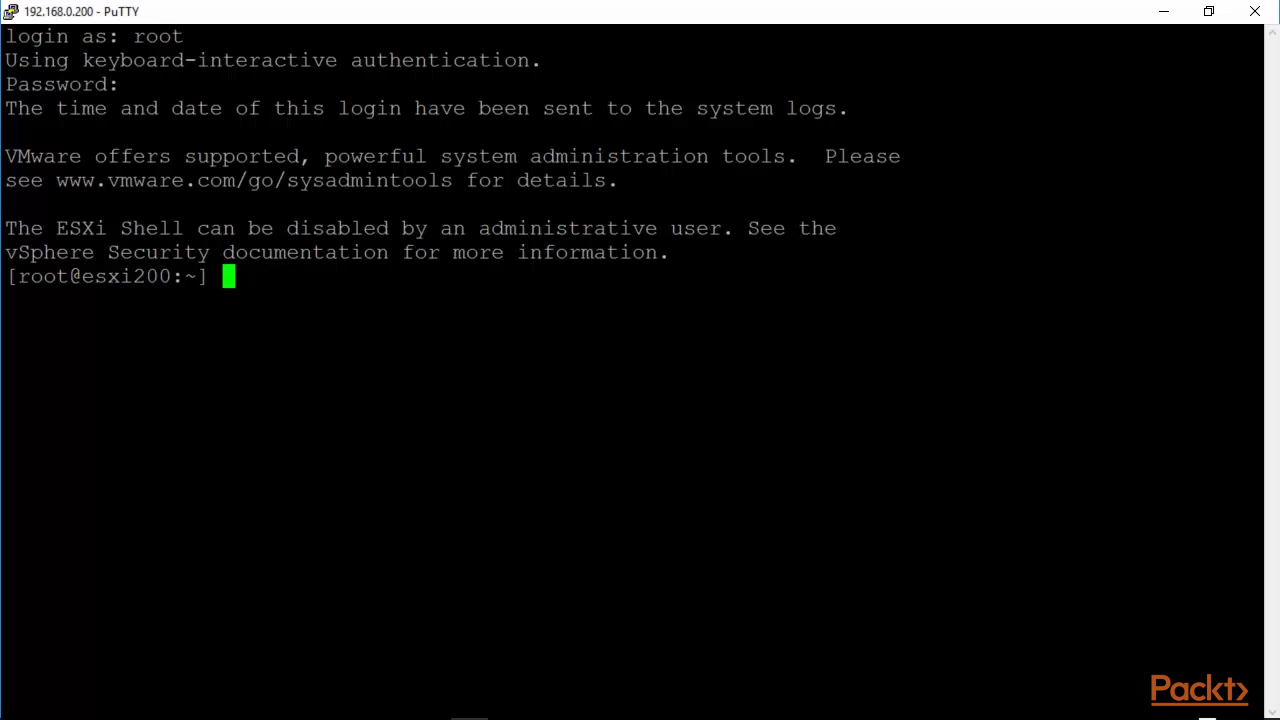 192.168.0.200 - PuTTY
login as: root
Using keyboard-interactive authentication.
Password:
The time and date of this login have been sent to the system logs.
VMware offers supported, powerful system administration tools.  Please
see www.vmware.com/go/sysadmintools for details.
The ESXi Shell can be disabled by an administrative user. See the
vSphere Security documentation for more information.
[root@esxi200:~]
Packt>